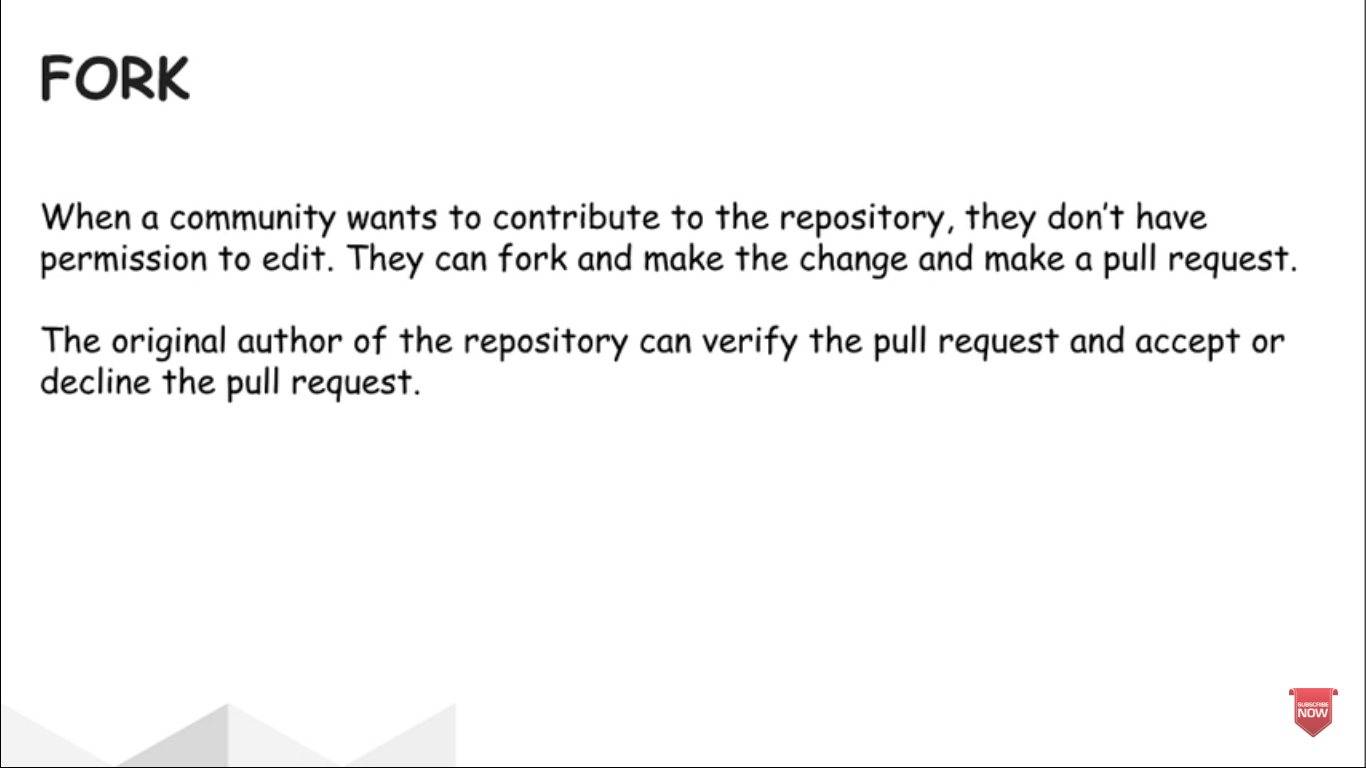 FORK
When a community wants to contribute to the repository, they don't have
permission to edit. They can fork and make the change and make a pull request.
The original author of the repository can verify the pull request and accept or
decline the pull request.
SUBSCRIBE
NOW